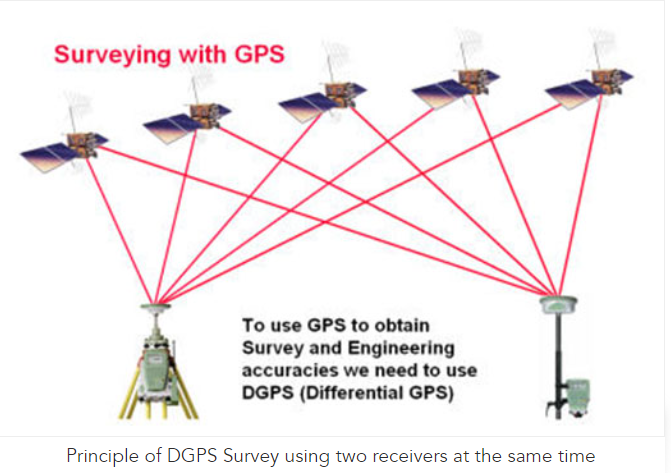 Surveying with GPS
To use GPS to obtain
Survey and Engineering
accuracies we need to use
DGPS (Differential GPS)
Principle of DGPS Survey using two receivers at the same time